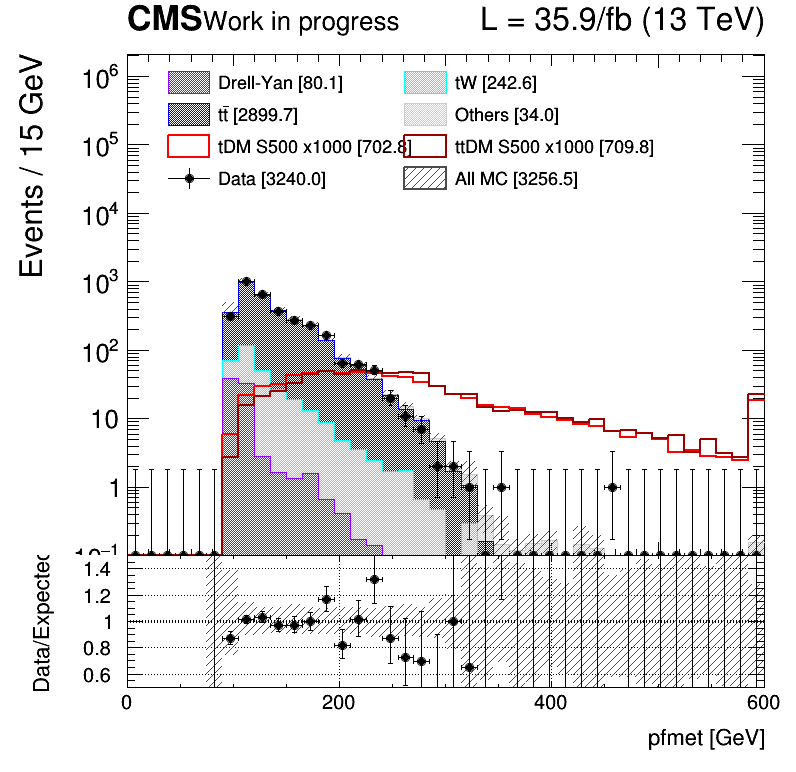 CMS Work in progress L = 35.9/fb (13 TeV)
Events / 15 GeV
10⁶
10⁵
10⁴
10³
10²
10
1
10⁻¹
Drell-Yan [80.1] tW [242.6]
tt̄ [2899.7] Others [34.0]
tDM S500 x1000 [702.8] ttDM S500 x1000 [709.8]
Data [3240.0] All MC [3256.5]
Data/Expected
1.4
1.2
1
0.8
0.6
0 200 400 600
pfmet [GeV]